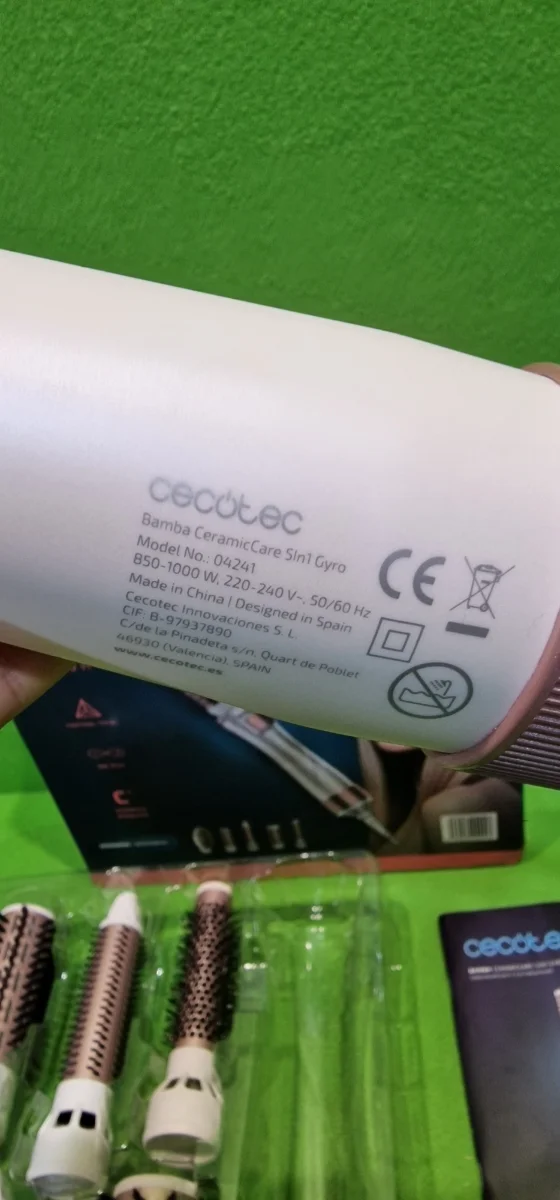 cecotec
Bamba CeramicCare 5In1 Gyro
Model No.: 04241
850-1000 W, 220-240 V~, 50/60 Hz
Made in China | Designed in Spain
Cecotec Innovaciones S. L.
CIF: B-97937890
C/de la Pinadeta s/n, Quart de Poblet
46930 (Valencia), SPAIN
www.cecotec.es
CE
cecote